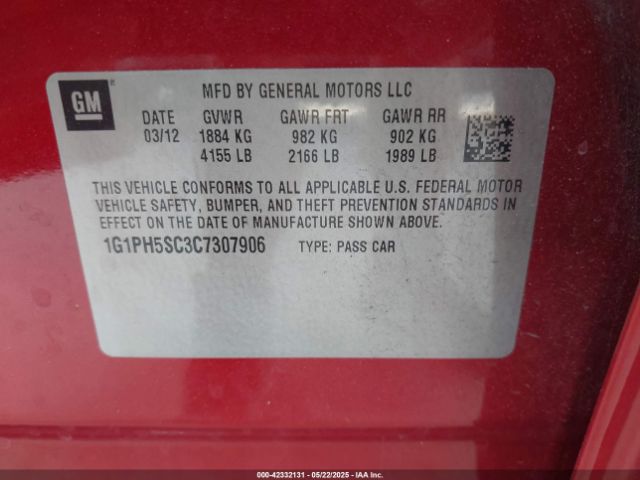 GM
MFD BY GENERAL MOTORS LLC
DATE GVWR GAWR FRT GAWR RR
03/12 1884 KG 982 KG 902 KG
4155 LB 2166 LB 1989 LB
THIS VEHICLE CONFORMS TO ALL APPLICABLE U.S. FEDERAL MOTOR
VEHICLE SAFETY, BUMPER, AND THEFT PREVENTION STANDARDS IN
EFFECT ON THE DATE OF MANUFACTURE SHOWN ABOVE.
1G1PH5SC3C7307906 TYPE: PASS CAR
000-42332131 - 05/22/2025 - IAAI.COM